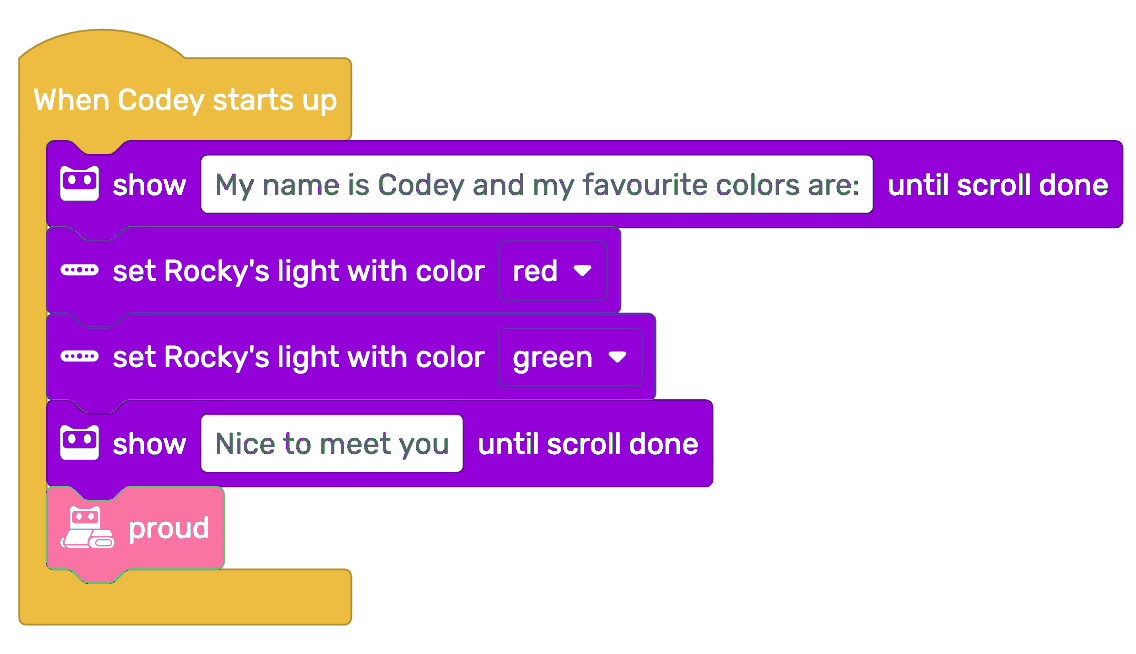 When Codey starts up
show My name is Codey and my favourite colors are: until scroll done
set Rocky's light with color red
set Rocky's light with color green
show Nice to meet you until scroll done
proud